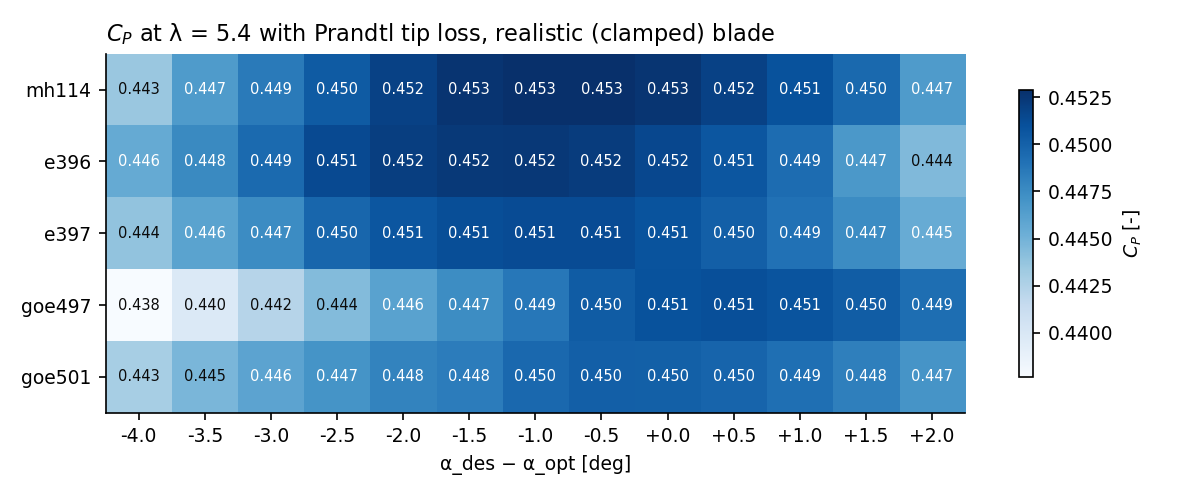 C_P at λ = 5.4 with Prandtl tip loss, realistic (clamped) blade
mh114 0.443 0.447 0.449 0.450 0.452 0.453 0.453 0.453 0.453 0.452 0.451 0.450 0.447
e396 0.446 0.448 0.449 0.451 0.452 0.452 0.452 0.452 0.452 0.451 0.449 0.447 0.444
e397 0.444 0.446 0.447 0.450 0.451 0.451 0.451 0.451 0.451 0.450 0.449 0.447 0.445
goe497 0.438 0.440 0.442 0.444 0.446 0.447 0.449 0.450 0.451 0.451 0.451 0.450 0.449
goe501 0.443 0.445 0.446 0.447 0.448 0.448 0.450 0.450 0.450 0.450 0.449 0.448 0.447
-4.0 -3.5 -3.0 -2.5 -2.0 -1.5 -1.0 -0.5 +0.0 +0.5 +1.0 +1.5 +2.0
α_des − α_opt [deg]
0.4525
0.4500
0.4475
0.4450
0.4425
0.4400
C_P [-]